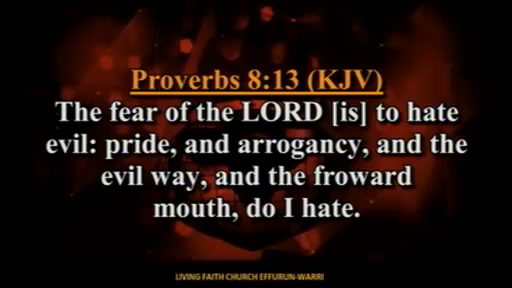 Proverbs 8:13 (KJV)
The fear of the LORD [is] to hate
evil: pride, and arrogancy, and the
evil way, and the froward
mouth, do I hate.
LIVING FAITH CHURCH EFFURUN-WARRI